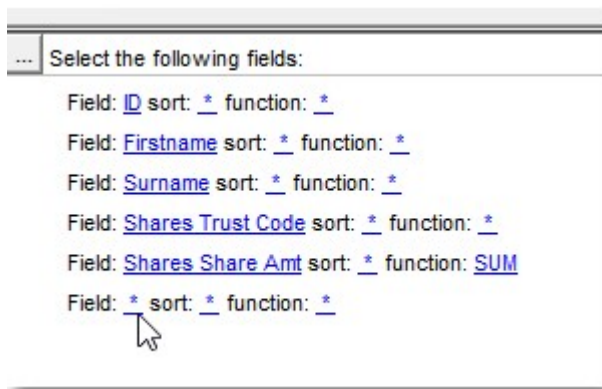 ... Select the following fields:
Field: ID sort: * function: *
Field: Firstname sort: * function: *
Field: Surname sort: * function: *
Field: Shares Trust Code sort: * function: *
Field: Shares Share Amt sort: * function: SUM
Field: * sort: * function: *